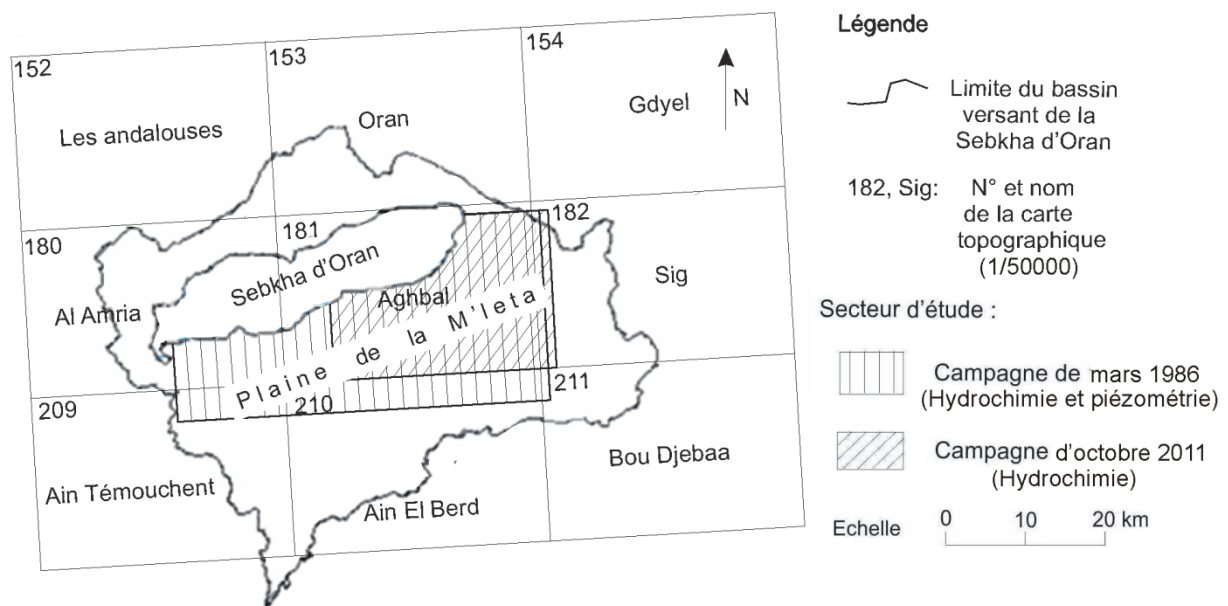 152
153
154
Les andalouses
Oran
Gdyel
N
180
181
182
Sebkha d'Oran
Al Amria
Aghbal
Sig
Plaine de la M'leta
209
210
211
Ain Témouchent
Ain El Berd
Bou Djebaa
Légende
Limite du bassin
versant de la
Sebkha d'Oran
182, Sig: N° et nom
de la carte
topographique
(1/50000)
Secteur d'étude :
Campagne de mars 1986
(Hydrochimie et piézométrie)
Campagne d'octobre 2011
(Hydrochimie)
Echelle 0 10 20 km